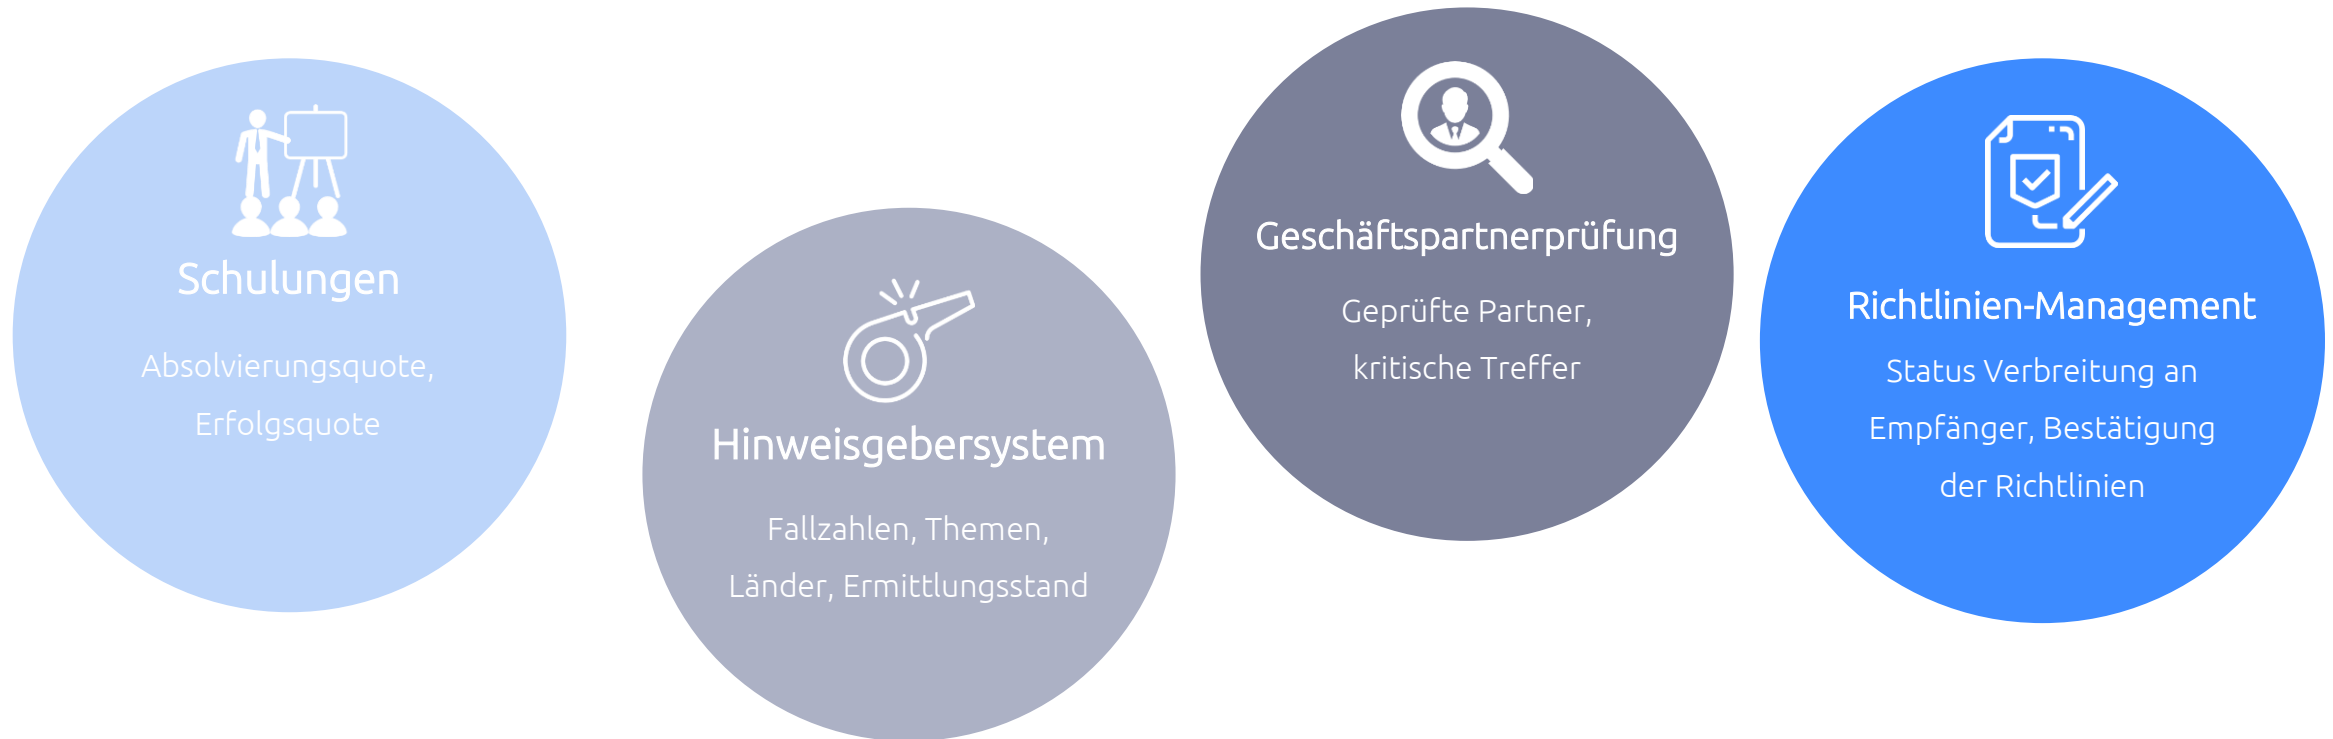 Schulungen
Absolvierungsquote,
Erfolgsquote
Hinweisgebersystem
Fallzahlen, Themen,
Länder, Ermittlungsstand
Geschäftspartnerprüfung
Geprüfte Partner,
kritische Treffer
Richtlinien-Management
Status Verbreitung an
Empfänger, Bestätigung
der Richtlinien